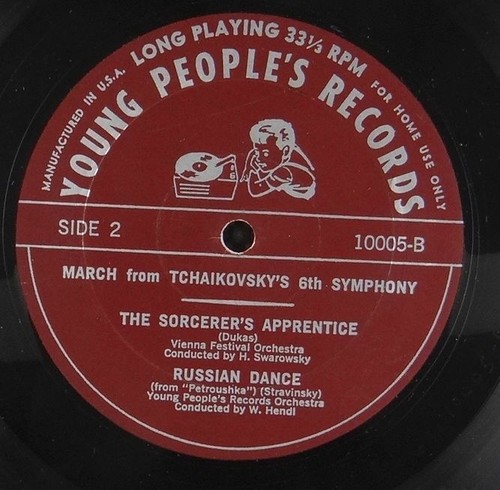 MANUFACTURED IN U.S.A. LONG PLAYING 33⅓ RPM FOR HOME USE ONLY
YOUNG PEOPLE'S RECORDS
SIDE 2
10005-B
MARCH from TCHAIKOVSKY'S 6th SYMPHONY
THE SORCERER'S APPRENTICE
(Dukas)
Vienna Festival Orchestra
Conducted by H. Swarowsky
RUSSIAN DANCE
(from "Petroushka") (Stravinsky)
Young People's Records Orchestra
Conducted by W. Hendl